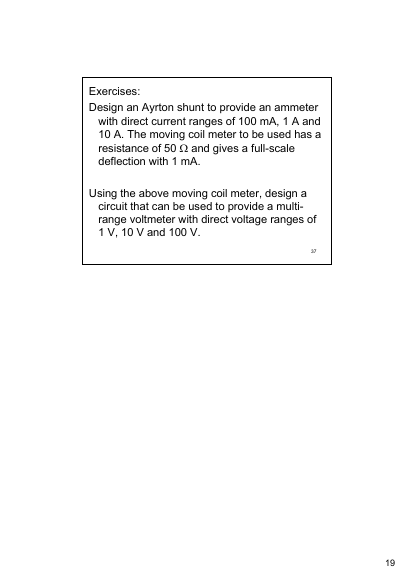 Exercises:
Design an Ayrton shunt to provide an ammeter
with direct current ranges of 100 mA, 1 A and
10 A. The moving coil meter to be used has a
resistance of 50 Ω and gives a full-scale
deflection with 1 mA.
Using the above moving coil meter, design a
circuit that can be used to provide a multi-
range voltmeter with direct voltage ranges of
1 V, 10 V and 100 V.
37
19